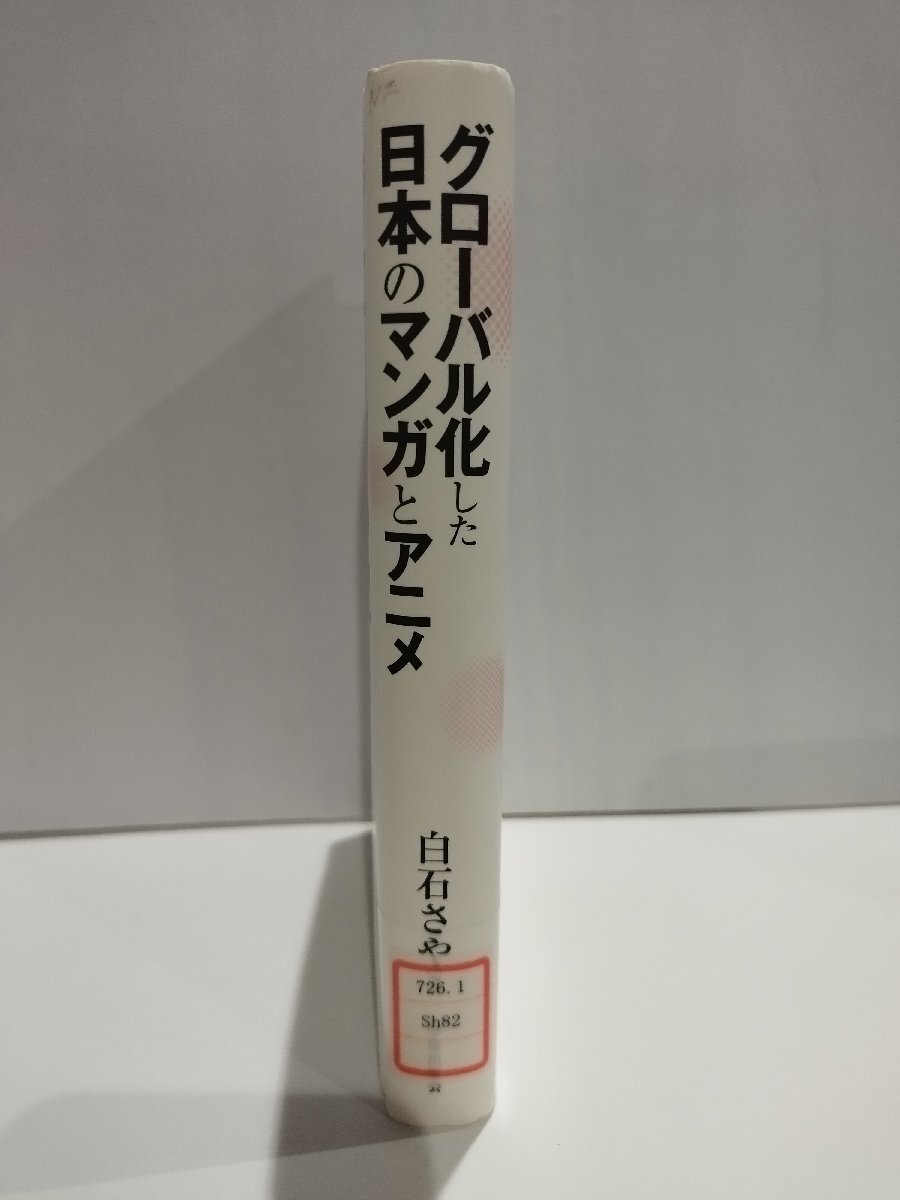 グローバル化した
日本のマンガとアニメ
白石さや
726.1
Sh82